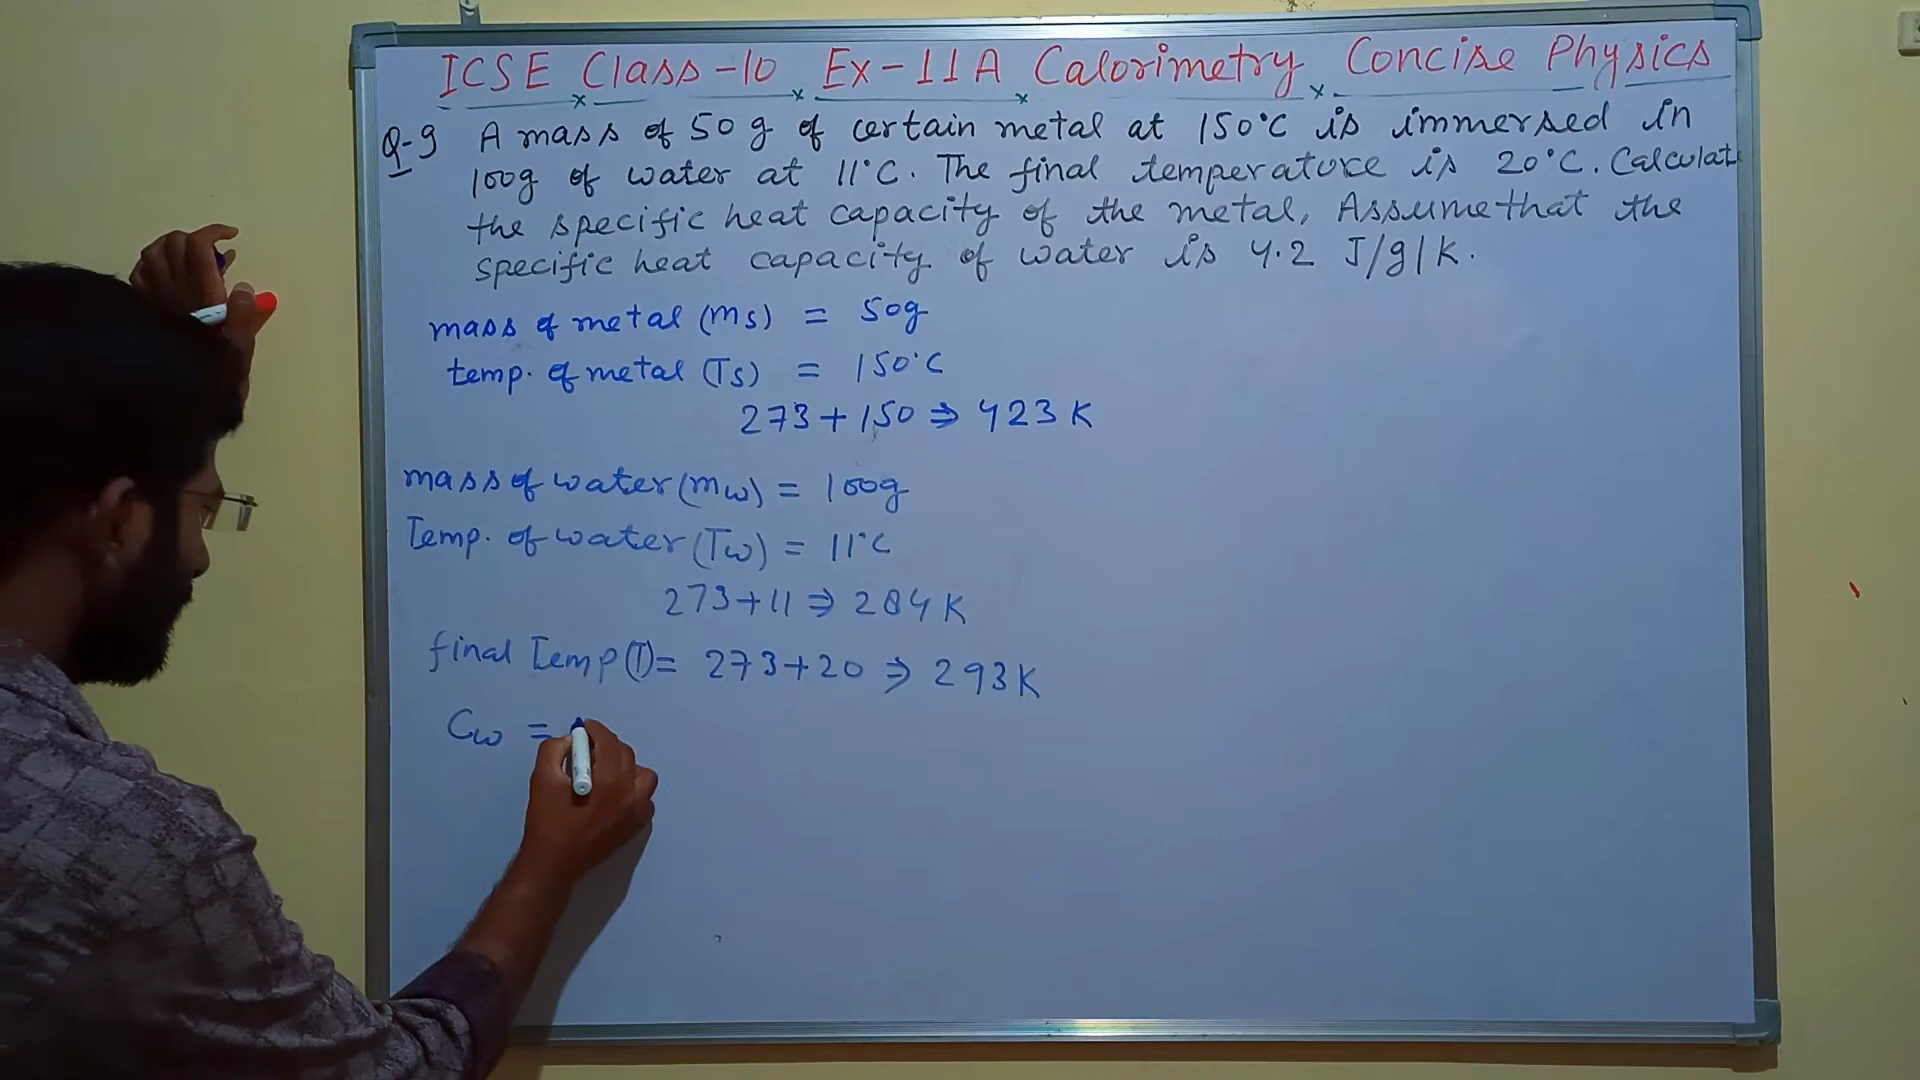 ICSE Class-10 Ex-11A Calorimetry Concise Physics
Q-9 A mass of 50g of certain metal at 150°C is immersed in
100g of water at 11°C. The final temperature is 20°C. Calculat
the specific heat capacity of the metal, Assume that the
specific heat capacity of water is 4.2 J/g/K.
mass of metal (ms) = 50g
temp. of metal (Ts) = 150°C
273+150 ⇒ 423 K
mass of water (mw) = 100g
Temp. of water (Tw) = 11°C
273+11 ⇒ 284 K
final Temp (T) = 273+20 ⇒ 293K
Cw =